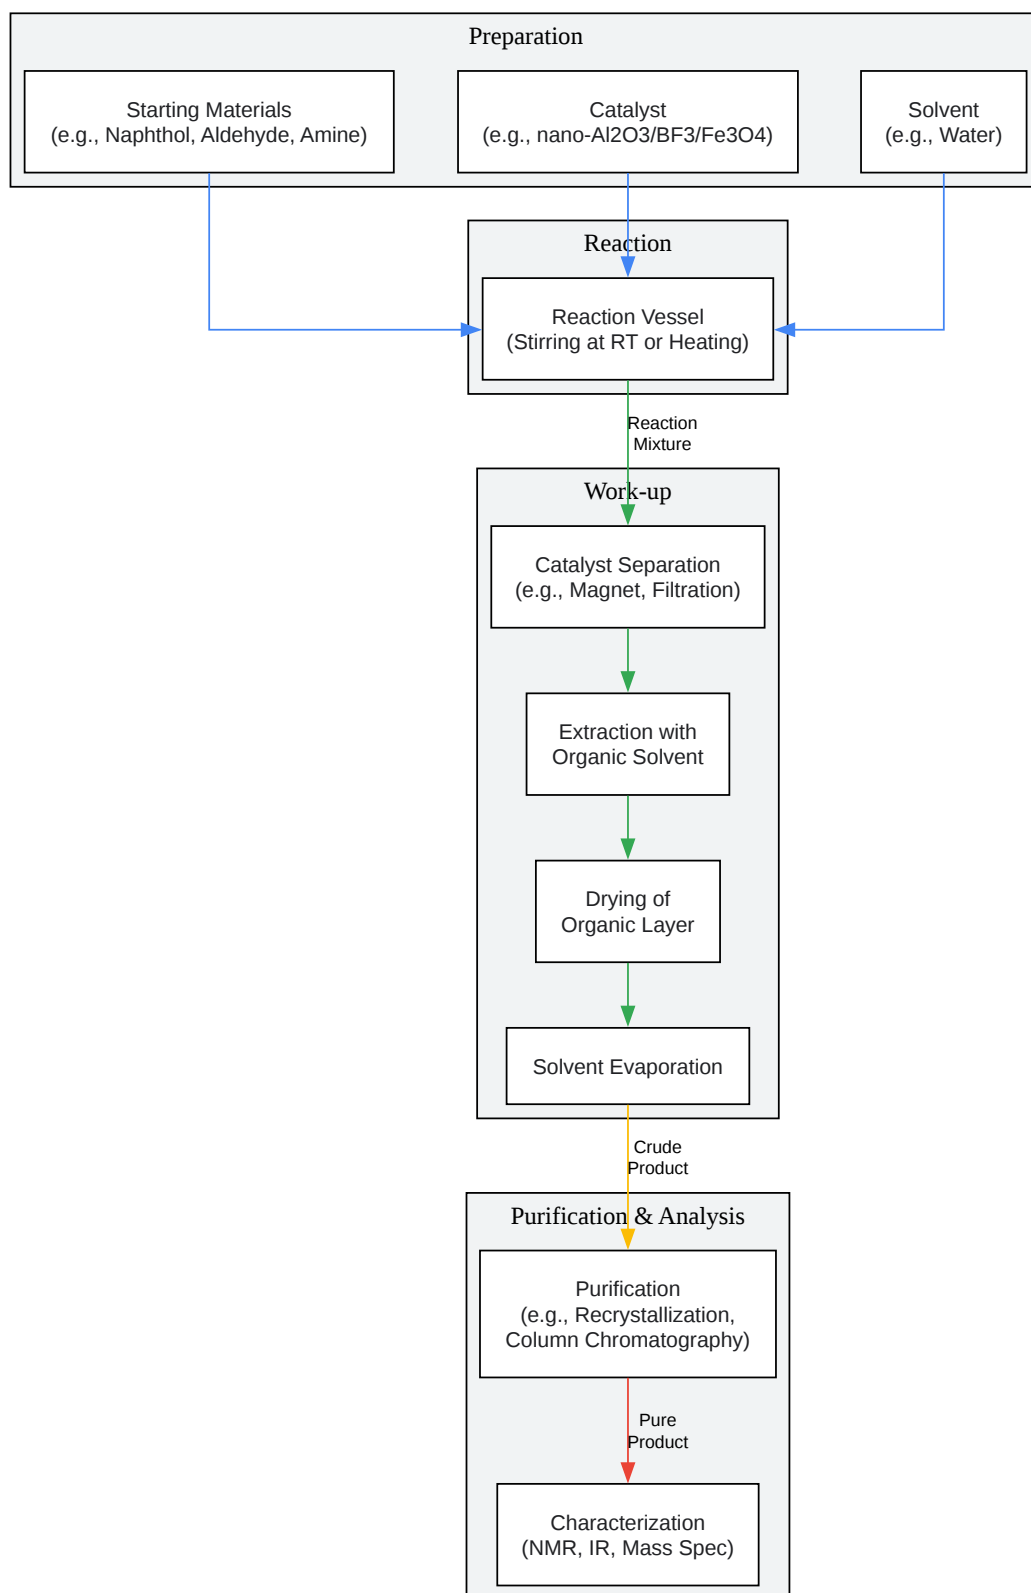 Preparation
Starting Materials
(e.g., Naphthol, Aldehyde, Amine)
Catalyst
(e.g., nano-Al2O3/BF3/Fe3O4)
Solvent
(e.g., Water)
Reaction
Reaction Vessel
(Stirring at RT or Heating)
Reaction
Mixture
Work-up
Catalyst Separation
(e.g., Magnet, Filtration)
Extraction with
Organic Solvent
Drying of
Organic Layer
Solvent Evaporation
Crude
Product
Purification & Analysis
Purification
(e.g., Recrystallization,
Column Chromatography)
Pure
Product
Characterization
(NMR, IR, Mass Spec)